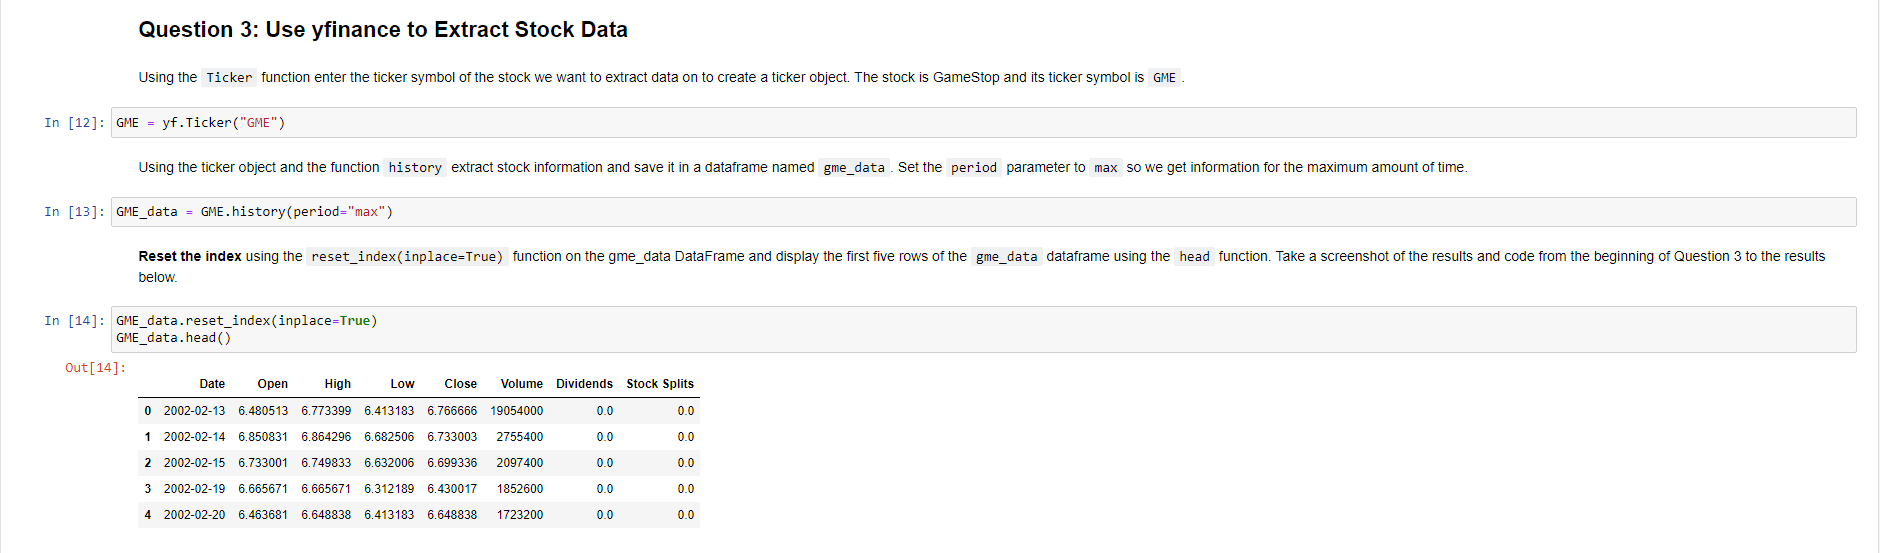 Question 3: Use yfinance to Extract Stock Data
Using the Ticker function enter the ticker symbol of the stock we want to extract data on to create a ticker object. The stock is GameStop and its ticker symbol is GME .
In [12]: GME = yf.Ticker("GME")
Using the ticker object and the function history extract stock information and save it in a dataframe named gme_data . Set the period parameter to max so we get information for the maximum amount of time.
In [13]: GME_data = GME.history(period="max")
Reset the index using the reset_index(inplace=True) function on the gme_data DataFrame and display the first five rows of the gme_data dataframe using the head function. Take a screenshot of the results and code from the beginning of Question 3 to the results
below.
In [14]: GME_data.reset_index(inplace=True)
GME_data.head()
Out[14]:
Date Open High Low Close Volume Dividends Stock Splits
0 2002-02-13 6.480513 6.773399 6.413183 6.766666 19054000 0.0 0.0
1 2002-02-14 6.850831 6.864296 6.682506 6.733003 2755400 0.0 0.0
2 2002-02-15 6.733001 6.749833 6.632006 6.699336 2097400 0.0 0.0
3 2002-02-19 6.665671 6.665671 6.312189 6.430017 1852600 0.0 0.0
4 2002-02-20 6.463681 6.648838 6.413183 6.648838 1723200 0.0 0.0